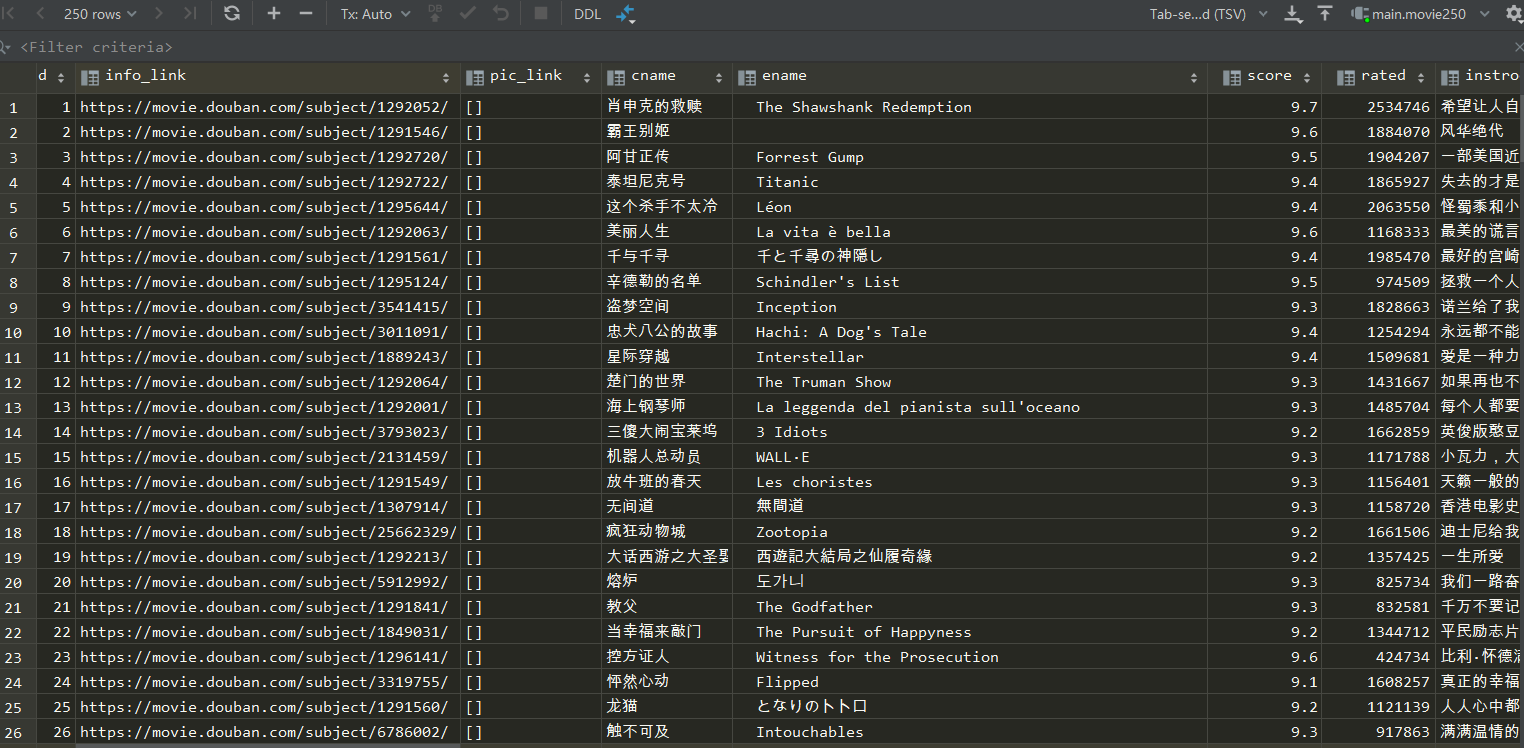 250 rows Tx: Auto DB DDL Tab-se...d (TSV) main.movie250
<Filter criteria>
d info_link pic_link cname ename score rated instro
1 1 https://movie.douban.com/subject/1292052/ [] 肖申克的救赎 The Shawshank Redemption 9.7 2534746 希望让人自
2 2 https://movie.douban.com/subject/1291546/ [] 霸王别姬 9.6 1884070 风华绝代
3 3 https://movie.douban.com/subject/1292720/ [] 阿甘正传 Forrest Gump 9.5 1904207 一部美国近
4 4 https://movie.douban.com/subject/1292722/ [] 泰坦尼克号 Titanic 9.4 1865927 失去的才是
5 5 https://movie.douban.com/subject/1295644/ [] 这个杀手不太冷 Léon 9.4 2063550 怪蜀黍和小
6 6 https://movie.douban.com/subject/1292063/ [] 美丽人生 La vita è bella 9.6 1168333 最美的谎言
7 7 https://movie.douban.com/subject/1291561/ [] 千与千寻 千と千尋の神隠し 9.4 1985470 最好的宫崎
8 8 https://movie.douban.com/subject/1295124/ [] 辛德勒的名单 Schindler's List 9.5 974509 拯救一个人
9 9 https://movie.douban.com/subject/3541415/ [] 盗梦空间 Inception 9.3 1828663 诺兰给了我
10 10 https://movie.douban.com/subject/3011091/ [] 忠犬八公的故事 Hachi: A Dog's Tale 9.4 1254294 永远都不能
11 11 https://movie.douban.com/subject/1889243/ [] 星际穿越 Interstellar 9.4 1509681 爱是一种力
12 12 https://movie.douban.com/subject/1292064/ [] 楚门的世界 The Truman Show 9.3 1431667 如果再也不
13 13 https://movie.douban.com/subject/1292001/ [] 海上钢琴师 La leggenda del pianista sull'oceano 9.3 1485704 每个人都要
14 14 https://movie.douban.com/subject/3793023/ [] 三傻大闹宝莱坞 3 Idiots 9.2 1662859 英俊版憨豆
15 15 https://movie.douban.com/subject/2131459/ [] 机器人总动员 WALL·E 9.3 1171788 小瓦力，大
16 16 https://movie.douban.com/subject/1291549/ [] 放牛班的春天 Les choristes 9.3 1156401 天籁一般的
17 17 https://movie.douban.com/subject/1307914/ [] 无间道 無間道 9.3 1158720 香港电影史
18 18 https://movie.douban.com/subject/25662329/ [] 疯狂动物城 Zootopia 9.2 1661506 迪士尼给我
19 19 https://movie.douban.com/subject/1292213/ [] 大话西游之大圣娶 西遊記大結局之仙履奇緣 9.2 1357425 一生所爱
20 20 https://movie.douban.com/subject/5912992/ [] 熔炉 도가니 9.3 825734 我们一路奋
21 21 https://movie.douban.com/subject/1291841/ [] 教父 The Godfather 9.3 832581 千万不要记
22 22 https://movie.douban.com/subject/1849031/ [] 当幸福来敲门 The Pursuit of Happyness 9.2 1344712 平民励志片
23 23 https://movie.douban.com/subject/1296141/ [] 控方证人 Witness for the Prosecution 9.6 424734 比利·怀德满
24 24 https://movie.douban.com/subject/3319755/ [] 怦然心动 Flipped 9.1 1608257 真正的幸福
25 25 https://movie.douban.com/subject/1291560/ [] 龙猫 となりのトトロ 9.2 1121139 人人心中都
26 26 https://movie.douban.com/subject/6786002/ [] 触不可及 Intouchables 9.3 917863 满满温情的